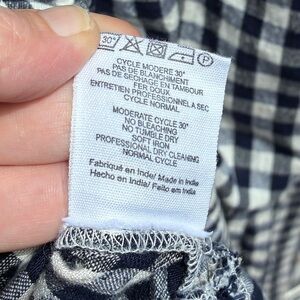 30°
P
CYCLE MODERE 30°
PAS DE BLANCHIMENT
PAS DE SECHAGE EN TAMBOUR
FER DOUX
ENTRETIEN PROFESSIONNEL A SEC
CYCLE NORMAL
MODERATE CYCLE 30°
NO BLEACHING
NO TUMBLE DRY
SOFT IRON
PROFESSIONAL DRY CLEANING
NORMAL CYCLE
Fabriqué en Inde/ Made in India
Hecho en India/ Feito em India